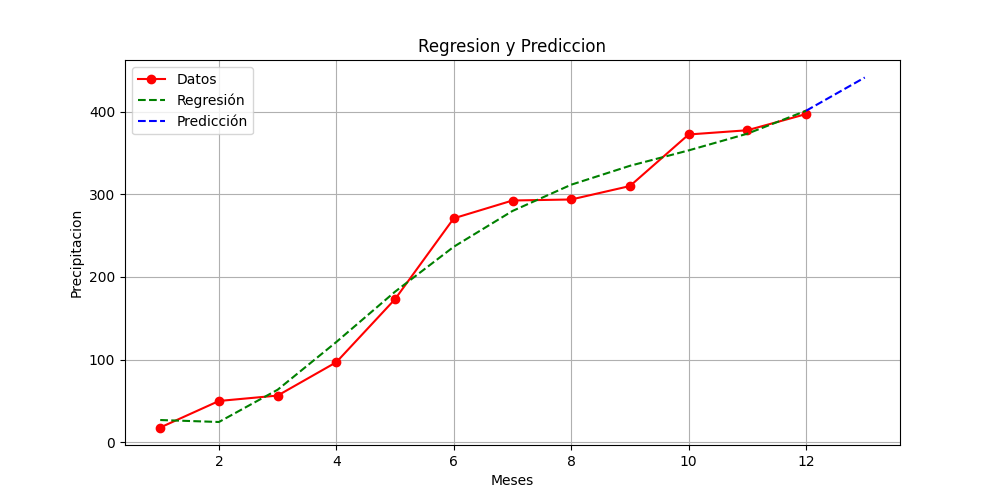 Regresion y Prediccion
Datos
Regresión
Predicción
Precipitacion
400
300
200
100
0
2 4 6 8 10 12
Meses